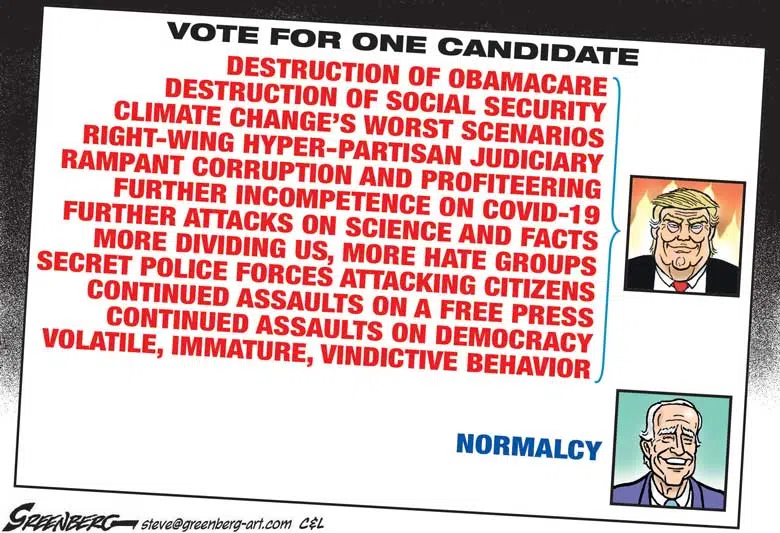 VOTE FOR ONE CANDIDATE
DESTRUCTION OF OBAMACARE
DESTRUCTION OF SOCIAL SECURITY
CLIMATE CHANGE'S WORST SCENARIOS
RIGHT-WING HYPER-PARTISAN JUDICIARY
RAMPANT CORRUPTION AND PROFITEERING
FURTHER INCOMPETENCE ON COVID-19
FURTHER ATTACKS ON SCIENCE AND FACTS
MORE DIVIDING US, MORE HATE GROUPS
SECRET POLICE FORCES ATTACKING CITIZENS
CONTINUED ASSAULTS ON A FREE PRESS
CONTINUED ASSAULTS ON DEMOCRACY
VOLATILE, IMMATURE, VINDICTIVE BEHAVIOR
NORMALCY
GREENBERG steve@greenberg-art.com C&L